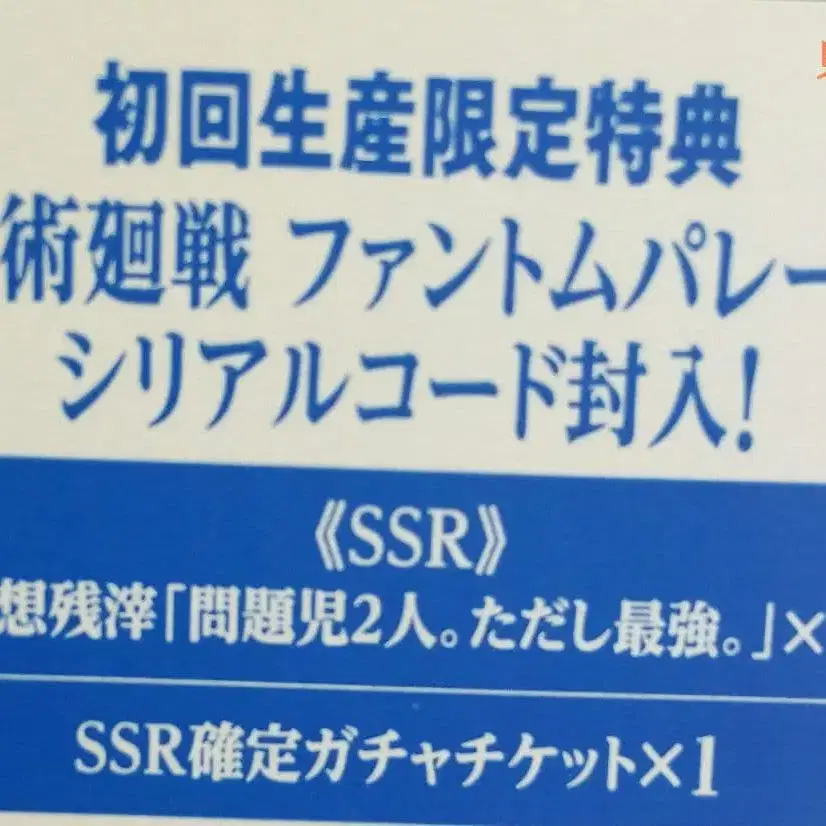 初回生産限定特典
術廻戦 ファントムパレー
シリアルコード封入!
《SSR》
想残滓「問題児2人。ただし最強。」×
SSR確定ガチャチケット×1